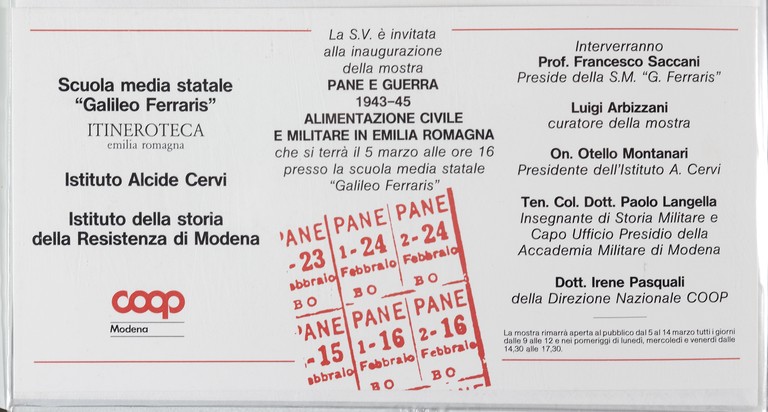 Scuola media statale
“Galileo Ferraris”
ITINEROTECA
emilia romagna
Istituto Alcide Cervi
Istituto della storia
della Resistenza di Modena
coop
Modena
La S.V. è invitata
alla inaugurazione
della mostra
PANE E GUERRA
1943-45
ALIMENTAZIONE CIVILE
E MILITARE IN EMILIA ROMAGNA
che si terrà il 5 marzo alle ore 16
presso la scuola media statale
“Galileo Ferraris”
'ANE PANE PANE
-23 1-24 2-24
bbraio Febbraio Febbraio
BO BO
PANE PANE PANE
-15 1-16 2-16
bbraio Febbraio Febbraio
BO BO
Interverranno
Prof. Francesco Saccani
Preside della S.M. “G. Ferraris”
Luigi Arbizzani
curatore della mostra
On. Otello Montanari
Presidente dell'Istituto A. Cervi
Ten. Col. Dott. Paolo Langella
Insegnante di Storia Militare e
Capo Ufficio Presidio della
Accademia Militare di Modena
Dott. Irene Pasquali
della Direzione Nazionale COOP
La mostra rimarrà aperta al pubblico dal 5 al 14 marzo tutti i giorni
dalle 9 alle 12 e nei pomeriggi di lunedì, mercoledì e venerdì dalle
14,30 alle 17,30.